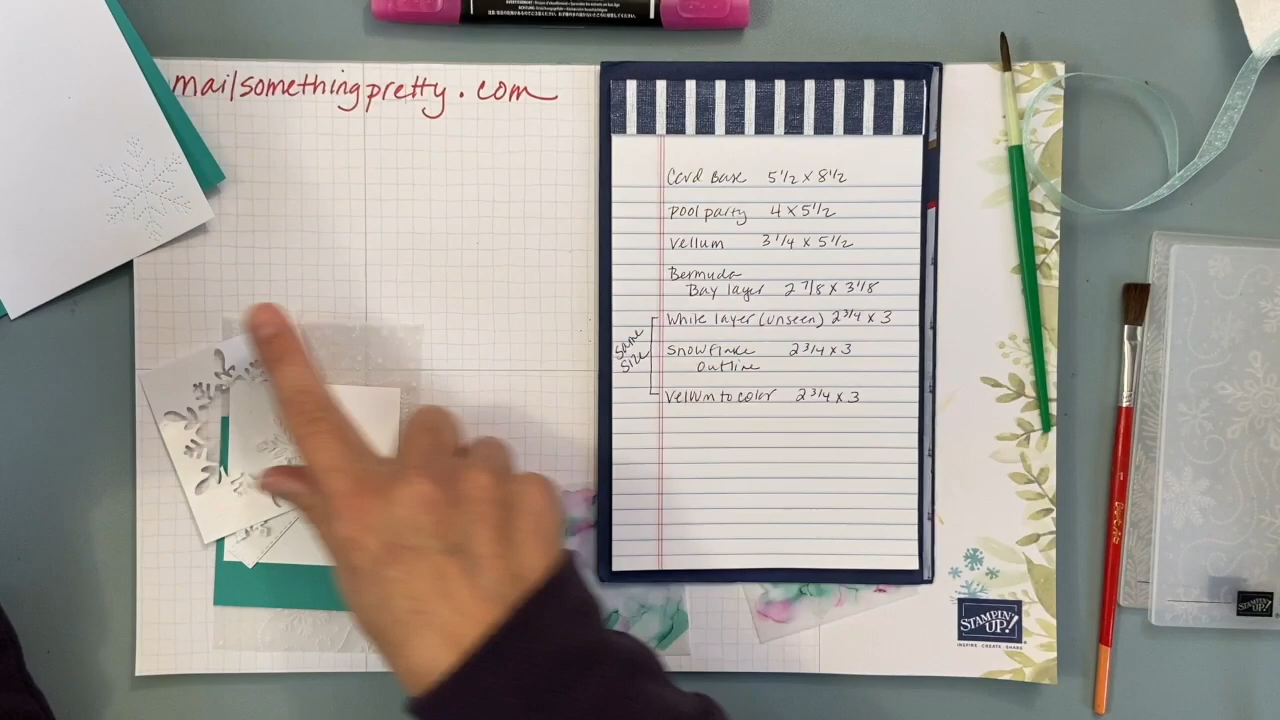 mailsomethingpretty.com
Card Base 5 1/2 x 8 1/2
Pool party 4 x 5 1/2
Vellum 3 1/4 x 5 1/2
Bermuda
Bay layer 2 7/8 x 3 1/8
White layer (unseen) 2 3/4 x 3
Same
Size
Snowflake 2 3/4 x 3
Outline
Vellum to color 2 3/4 x 3
STAMPIN' UP!
INSPIRE. CREATE. SHARE.
STAMPIN' UP!